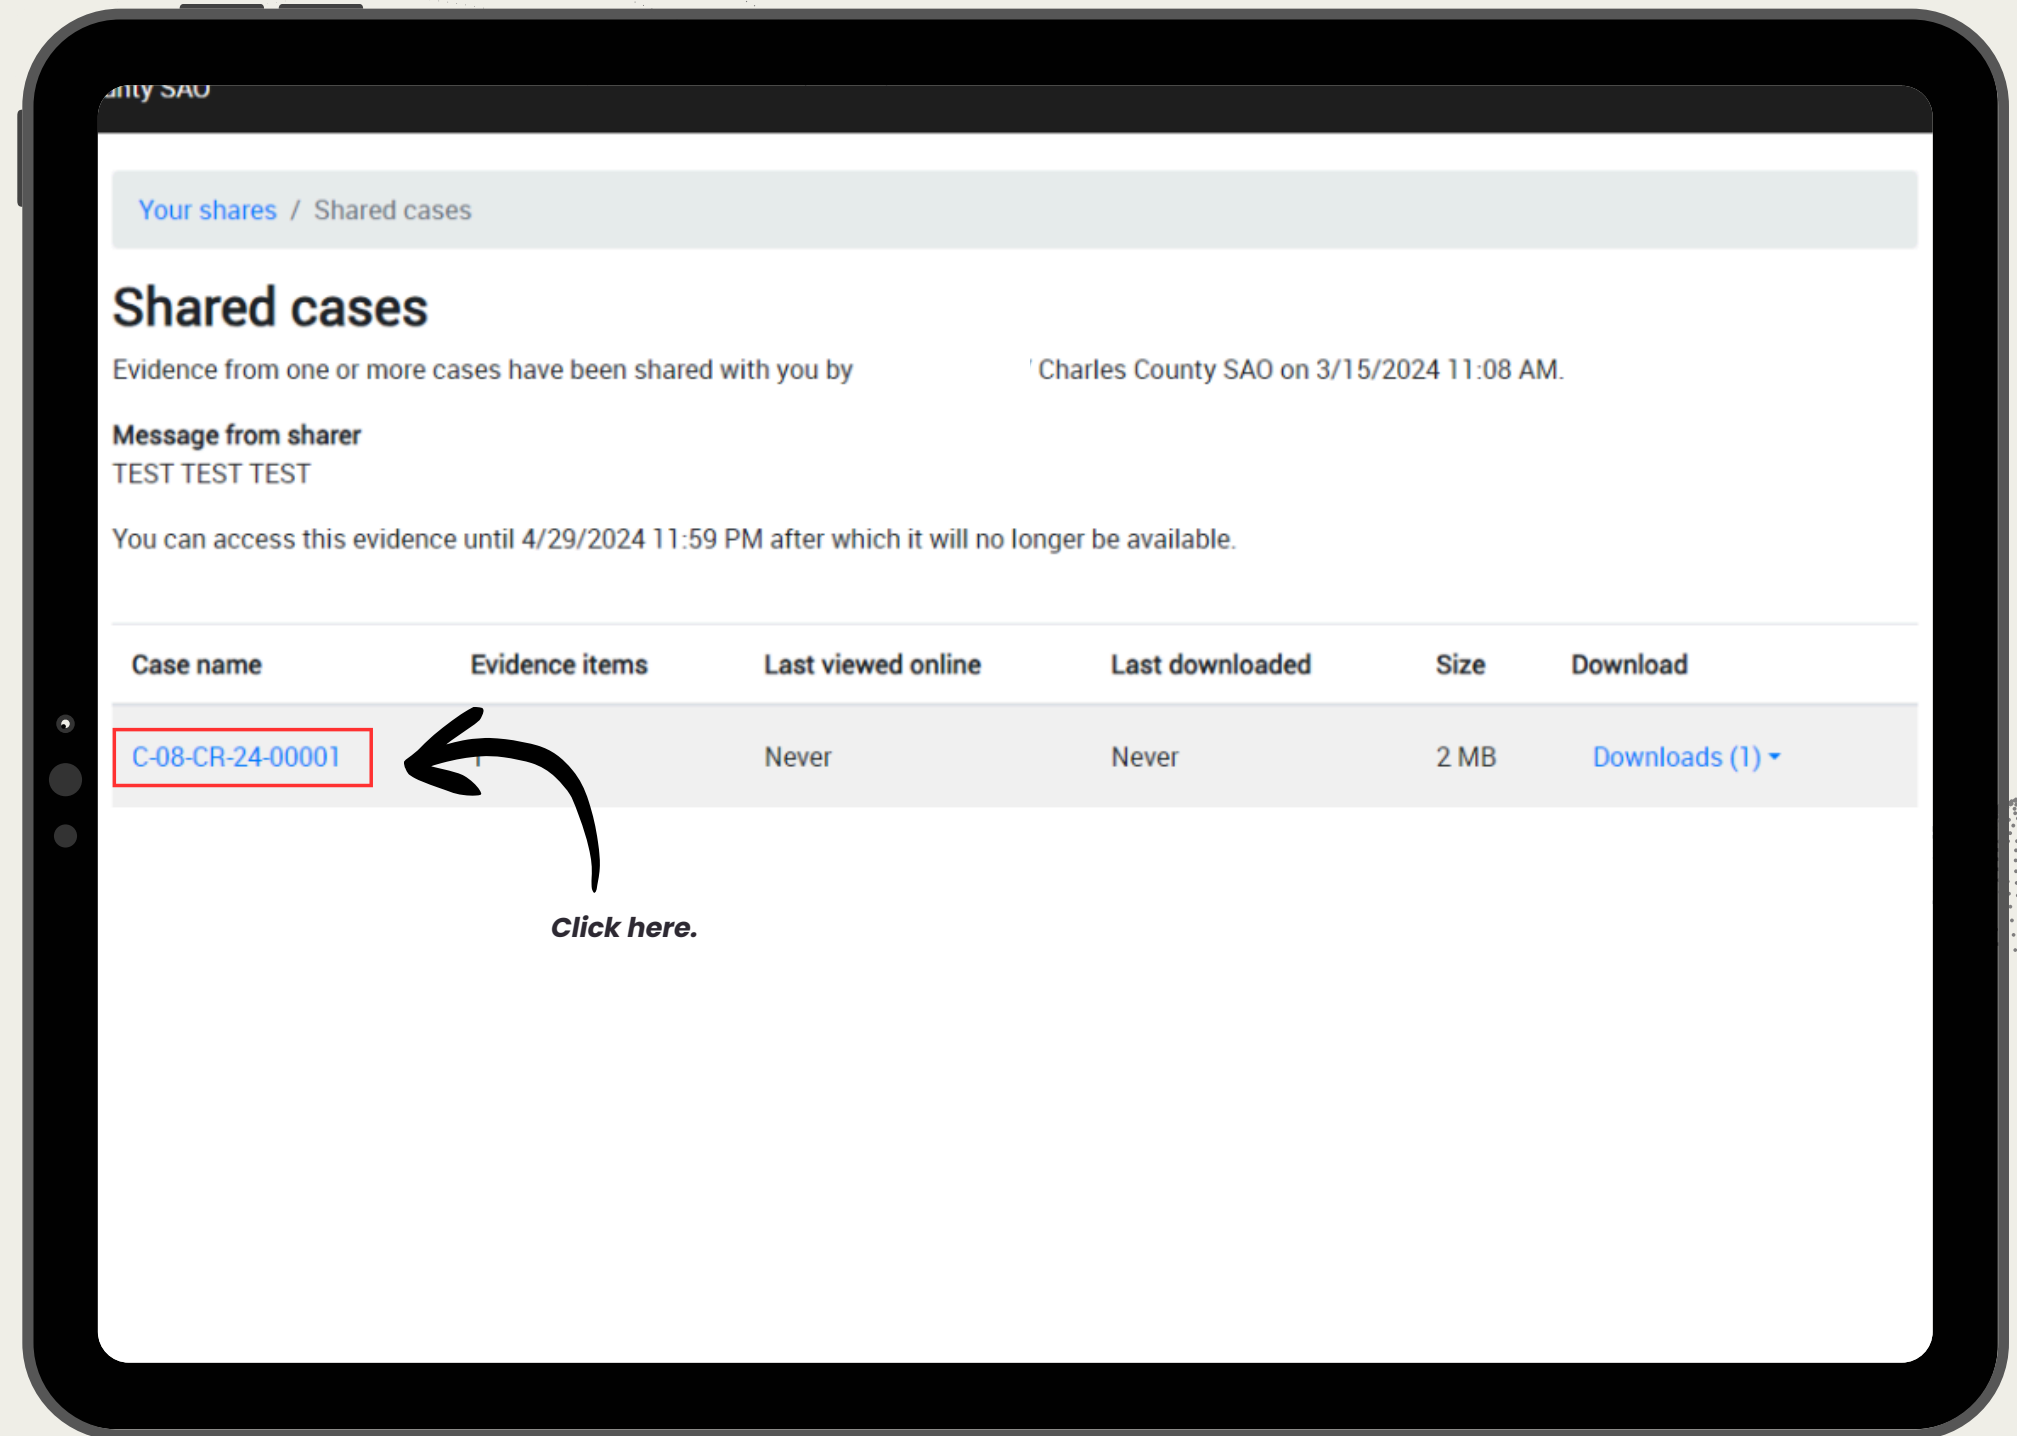 unty SAO
Your shares / Shared cases
Shared cases
Evidence from one or more cases have been shared with you by Charles County SAO on 3/15/2024 11:08 AM.
Message from sharer
TEST TEST TEST
You can access this evidence until 4/29/2024 11:59 PM after which it will no longer be available.
Case name Evidence items Last viewed online Last downloaded Size Download
C-08-CR-24-00001 1 Never Never 2 MB Downloads (1)
Click here.